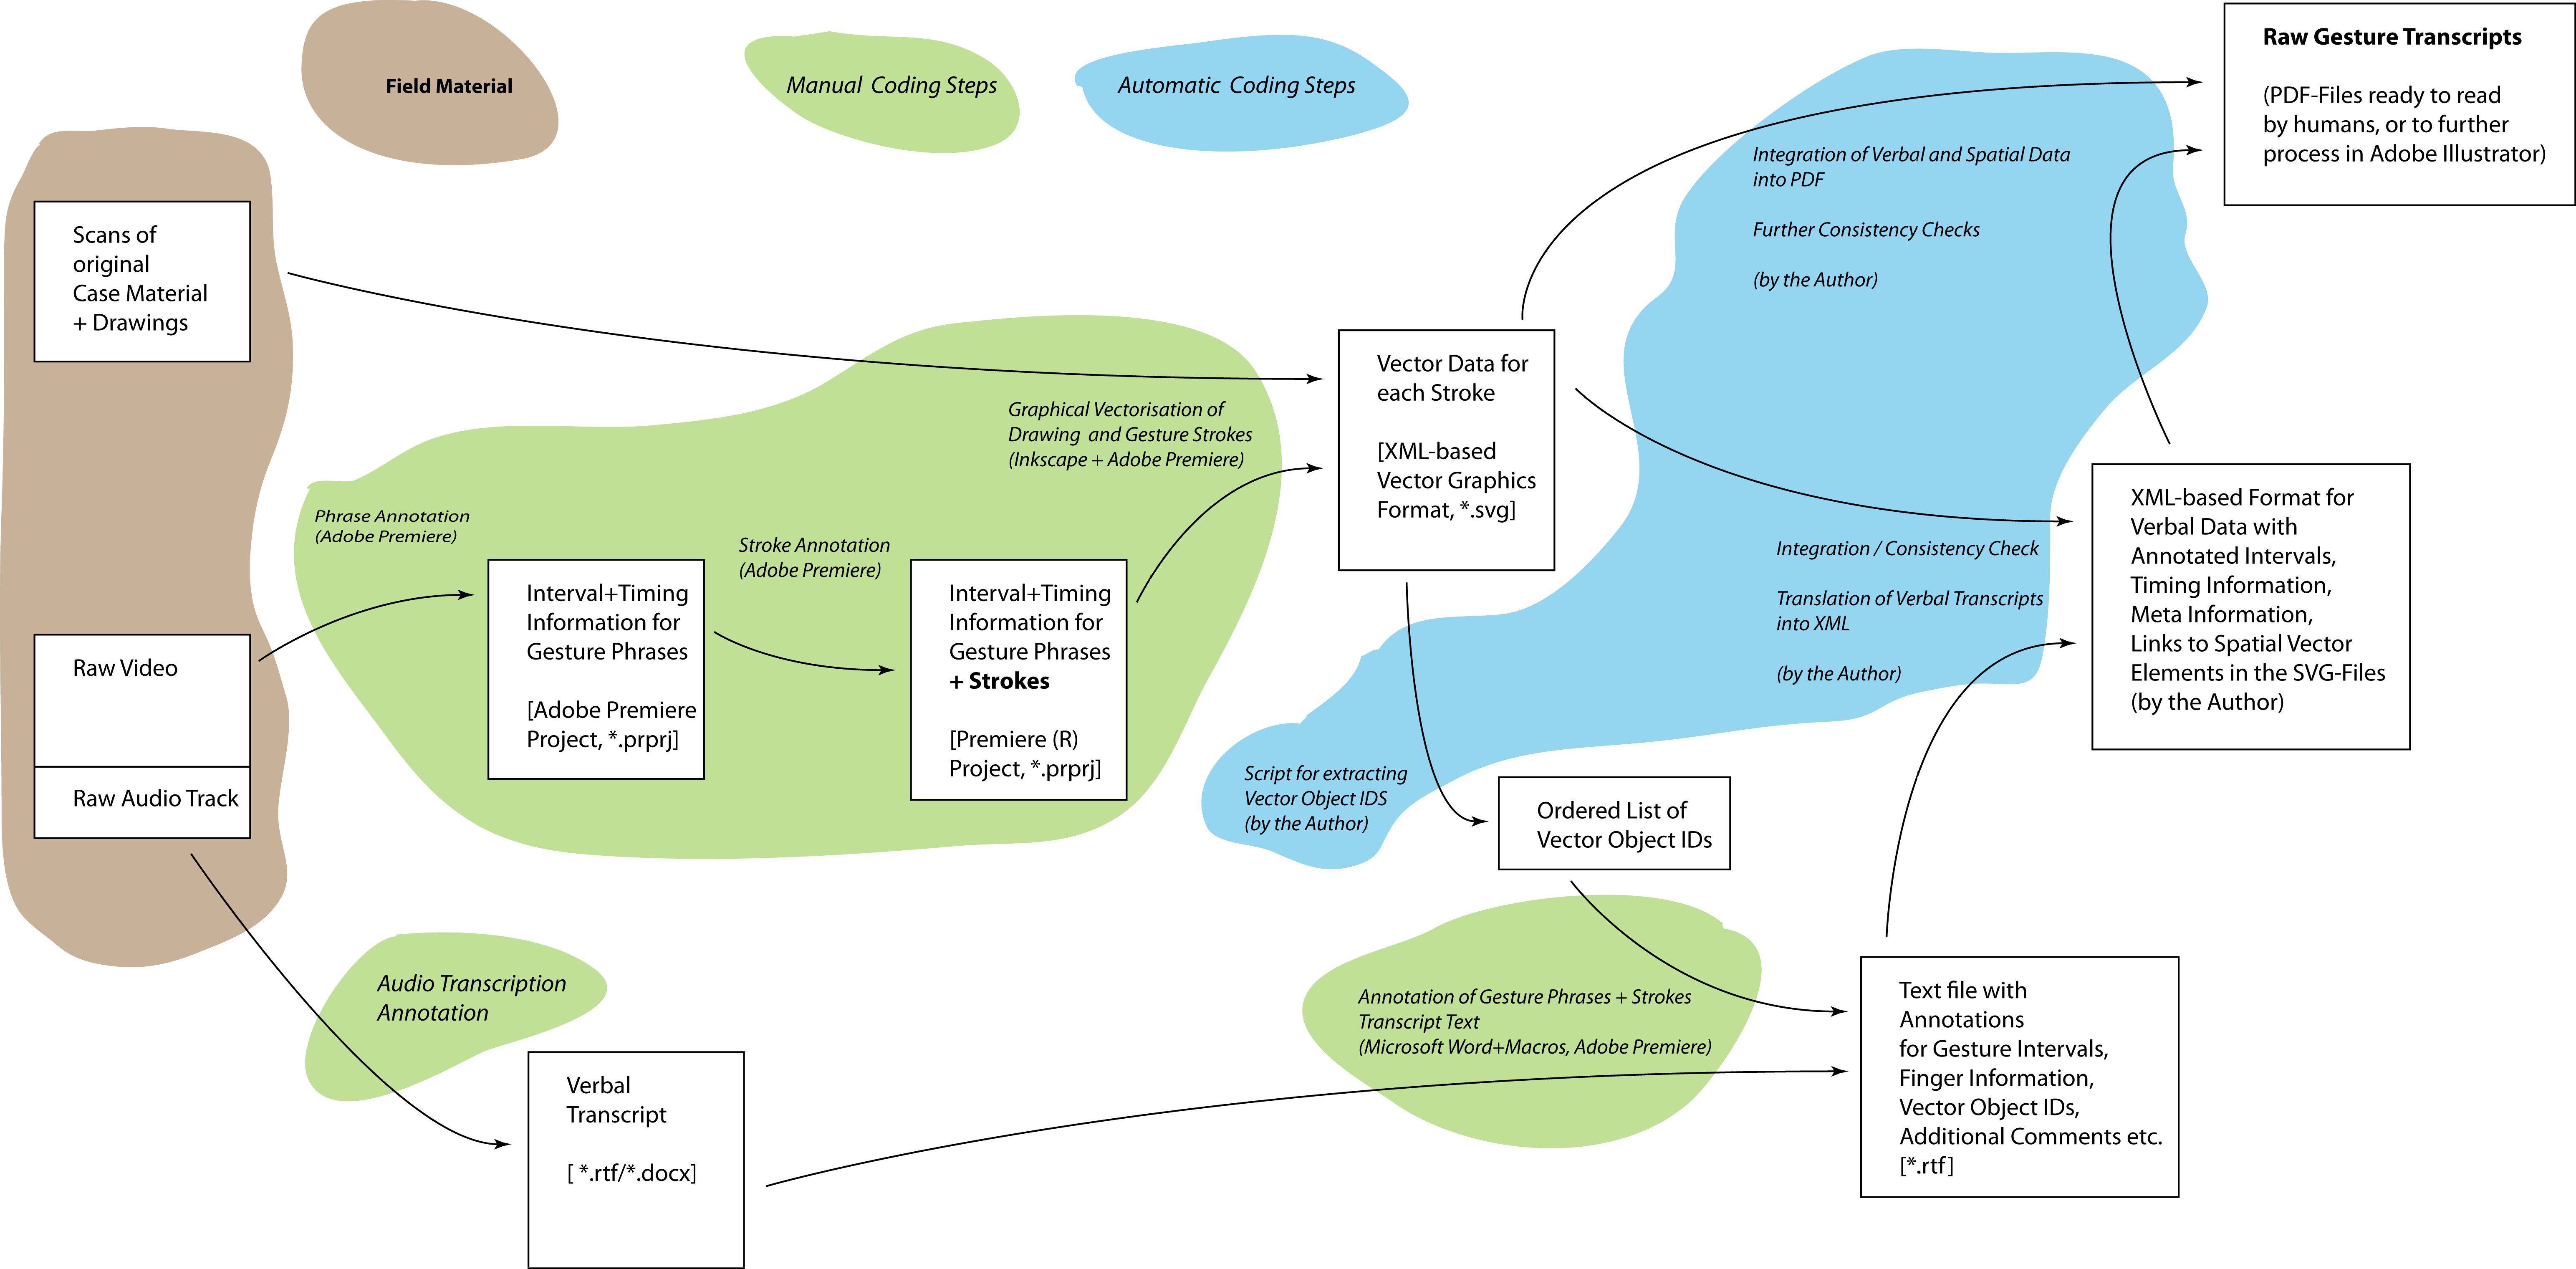 Field Material
Manual Coding Steps
Automatic Coding Steps
Raw Gesture Transcripts
(PDF-Files ready to read
by humans, or to further
process in Adobe Illustrator)
Scans of
original
Case Material
+ Drawings
Integration of Verbal and Spatial Data
into PDF
Further Consistency Checks
(by the Author)
Graphical Vectorisation of
Drawing and Gesture Strokes
(Inkscape + Adobe Premiere)
Vector Data for
each Stroke
[XML-based
Vector Graphics
Format, *.svg]
Phrase Annotation
(Adobe Premiere)
Stroke Annotation
(Adobe Premiere)
Interval+Timing
Information for
Gesture Phrases
[Adobe Premiere
Project, *.prprj]
Interval+Timing
Information for
Gesture Phrases
+ Strokes
[Premiere (R)
Project, *.prprj]
Integration / Consistency Check
Translation of Verbal Transcripts
into XML
(by the Author)
XML-based Format for
Verbal Data with
Annotated Intervals,
Timing Information,
Meta Information,
Links to Spatial Vector
Elements in the SVG-Files
(by the Author)
Raw Video
Raw Audio Track
Script for extracting
Vector Object IDS
(by the Author)
Ordered List of
Vector Object IDs
Audio Transcription
Annotation
Annotation of Gesture Phrases + Strokes
Transcript Text
(Microsoft Word+Macros, Adobe Premiere)
Text file with
Annotations
for Gesture Intervals,
Finger Information,
Vector Object IDs,
Additional Comments etc.
[*.rtf]
Verbal
Transcript
[ *.rtf/*.docx]